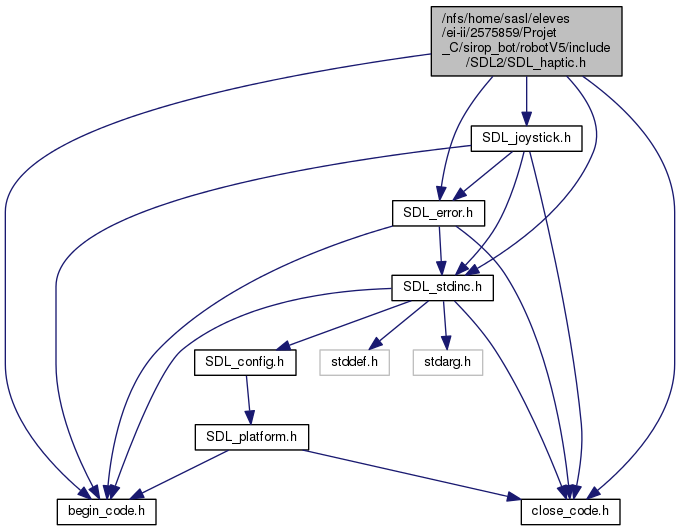 /nfs/home/sasl/eleves
/ei-ii/2575859/Projet
_C/sirop_bot/robotV5/include
/SDL2/SDL_haptic.h
SDL_joystick.h
SDL_error.h
SDL_stdinc.h
SDL_config.h
stddef.h
stdarg.h
SDL_platform.h
begin_code.h
close_code.h